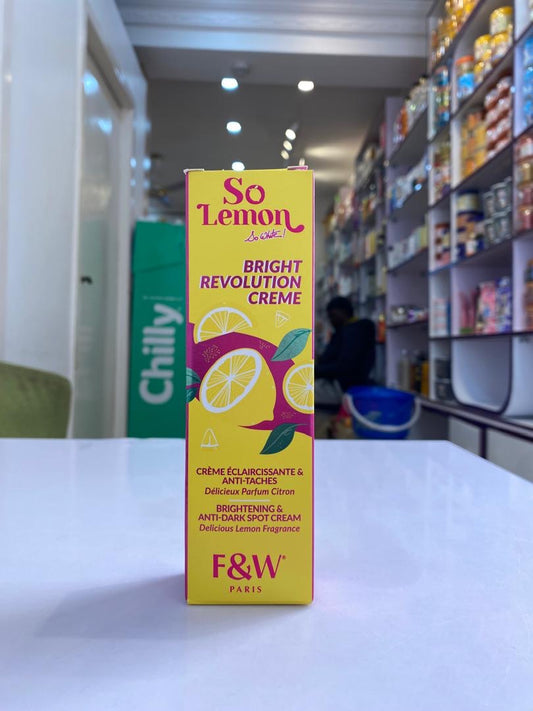 So
Lemon
So White!
BRIGHT
REVOLUTION
CREME
CRÈME ÉCLAIRCISSANTE &
ANTI-TACHES
Délicieux Parfum Citron
BRIGHTENING &
ANTI-DARK SPOT CREAM
Delicious Lemon Fragrance
F&W®
PARIS
Chilly